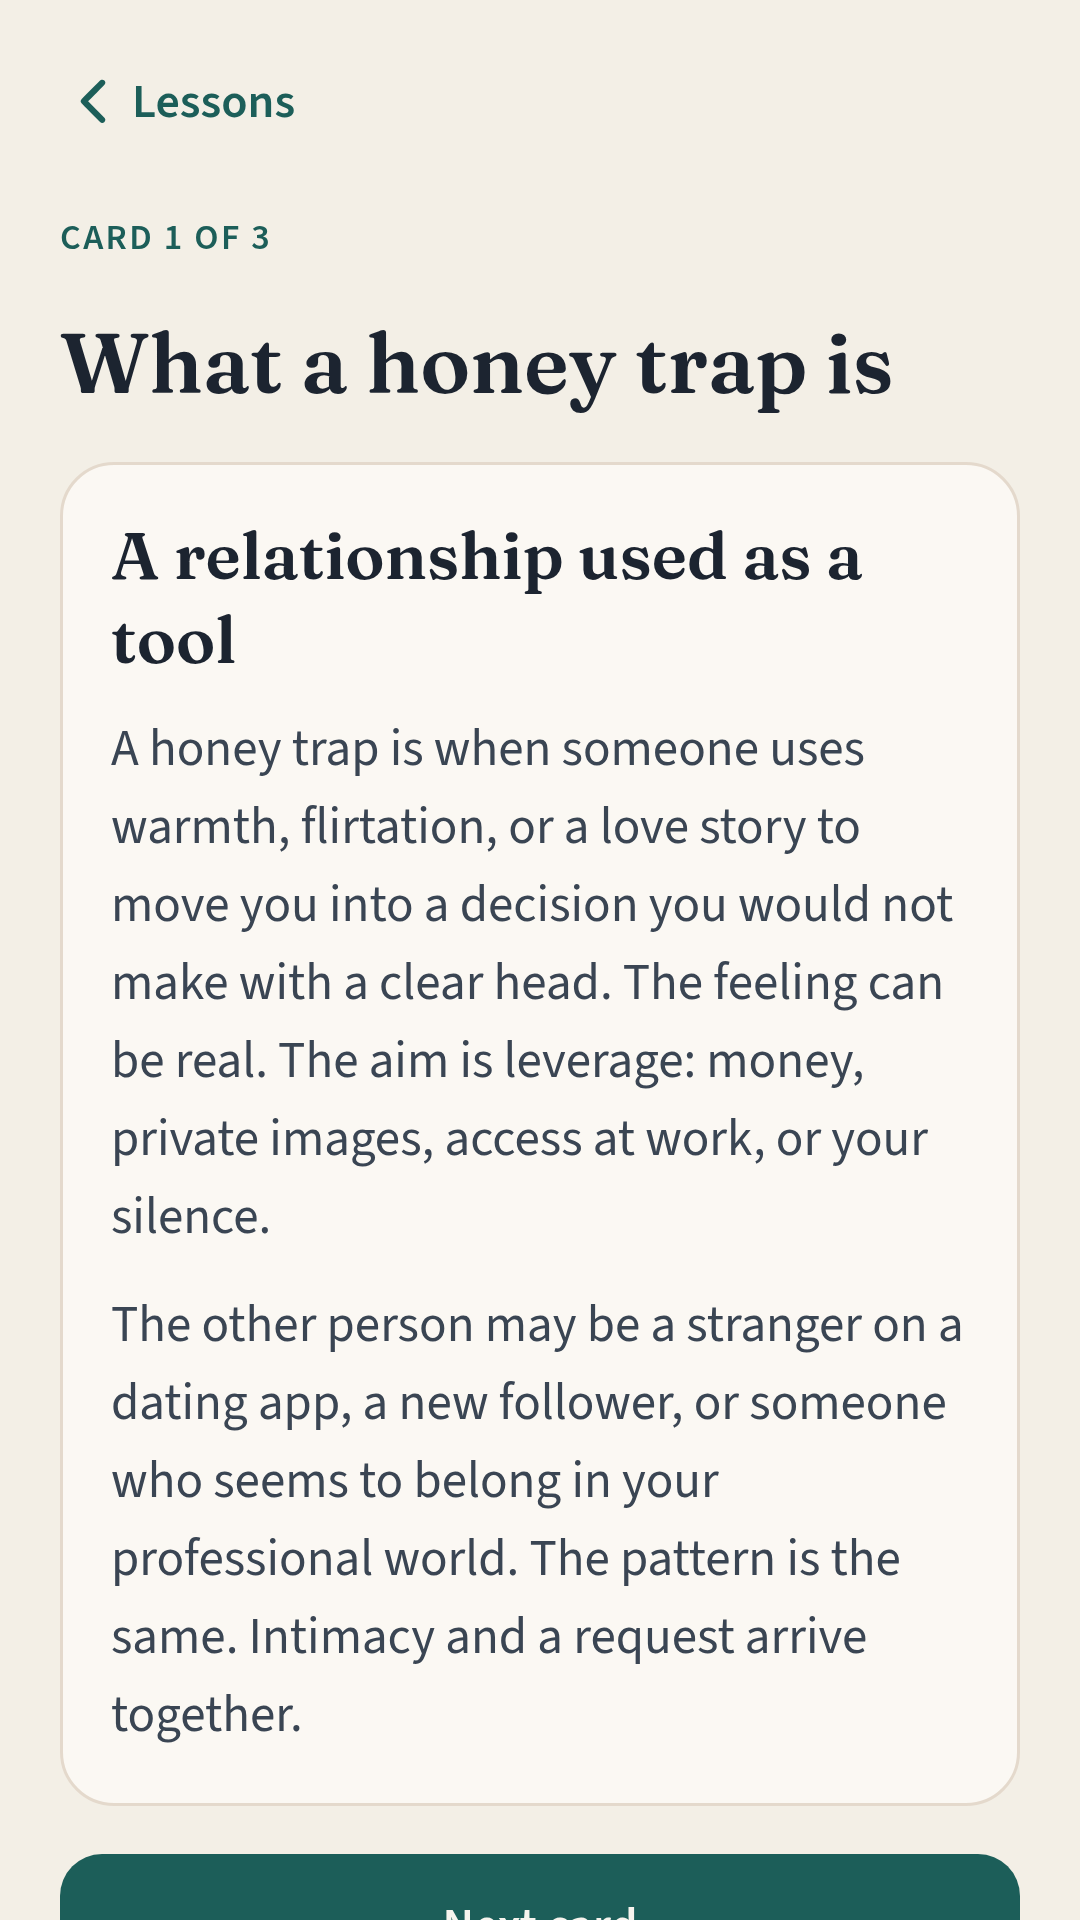 Lessons
CARD 1 OF 3
What a honey trap is
A relationship used as a
tool
A honey trap is when someone uses
warmth, flirtation, or a love story to
move you into a decision you would not
make with a clear head. The feeling can
be real. The aim is leverage: money,
private images, access at work, or your
silence.
The other person may be a stranger on a
dating app, a new follower, or someone
who seems to belong in your
professional world. The pattern is the
same. Intimacy and a request arrive
together.
Next card